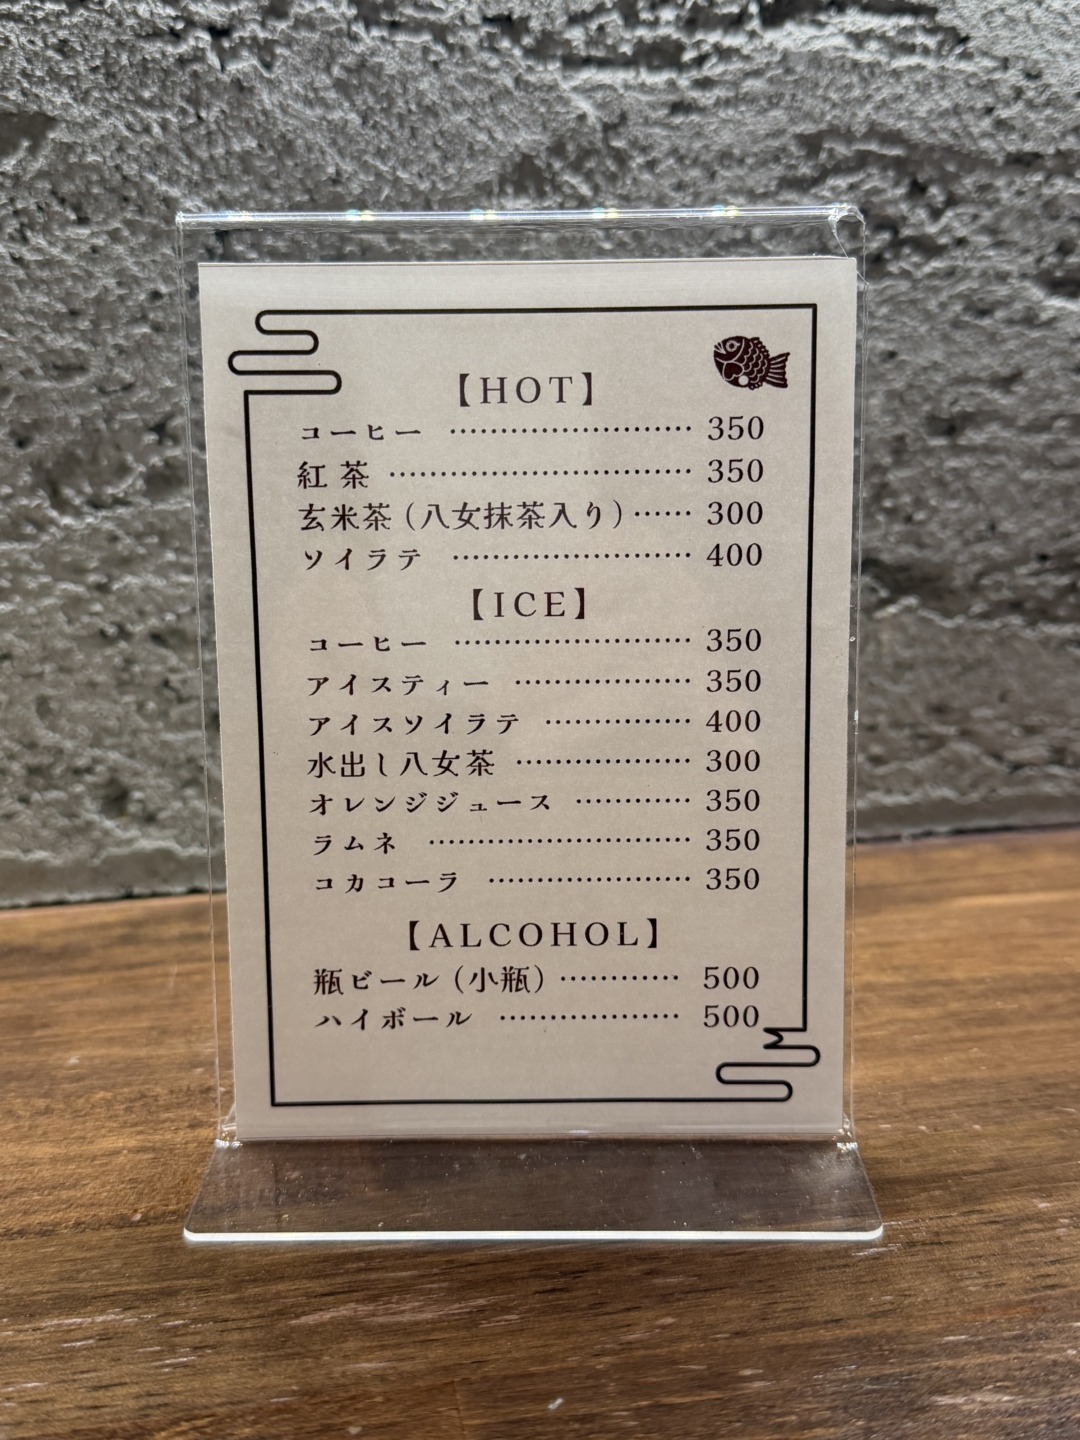 【HOT】
コーヒー ………………… 350
紅茶 ………………… 350
玄米茶（八女抹茶入り）…… 300
ソイラテ ………………… 400
【ICE】
コーヒー ………………… 350
アイスティー ……………… 350
アイスソイラテ …………… 400
水出し八女茶 ……………… 300
オレンジジュース ………… 350
ラムネ ………………… 350
コカコーラ ………………… 350
【ALCOHOL】
瓶ビール（小瓶）………… 500
ハイボール ……………… 500